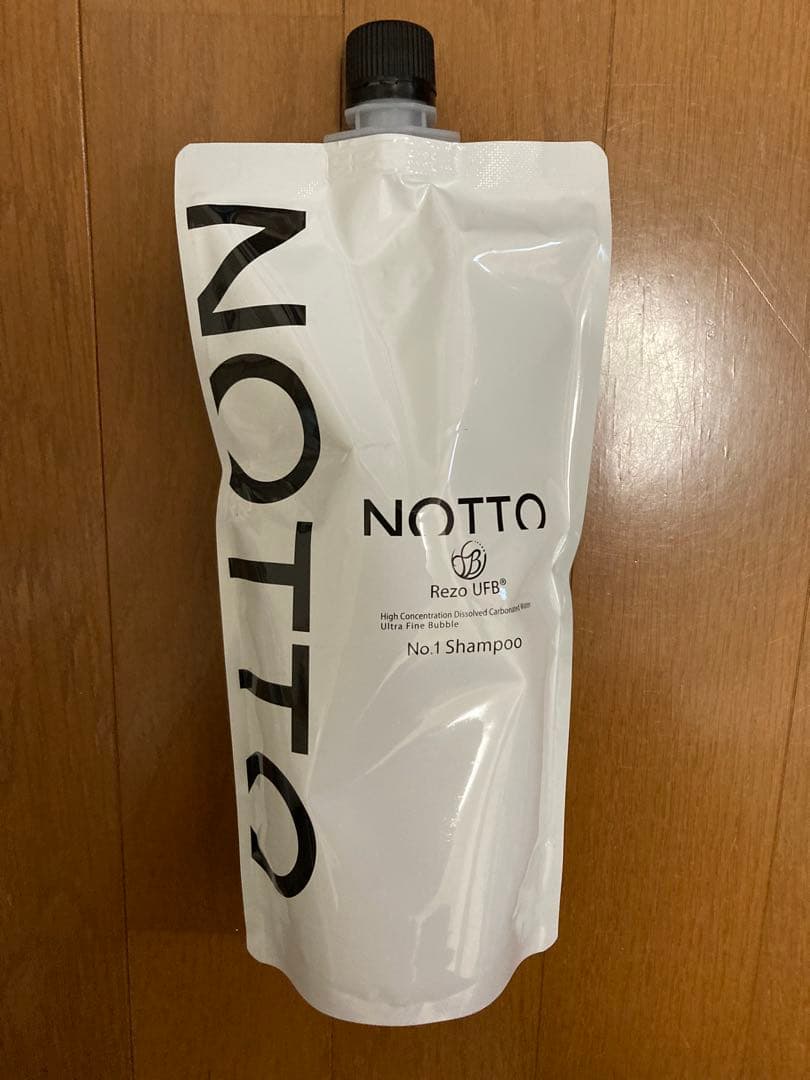 NOTTO
NOTTO
Rezo UFB®
High Concentration Dissolved Carbonated Water
Ultra Fine Bubble
No.1 Shampoo